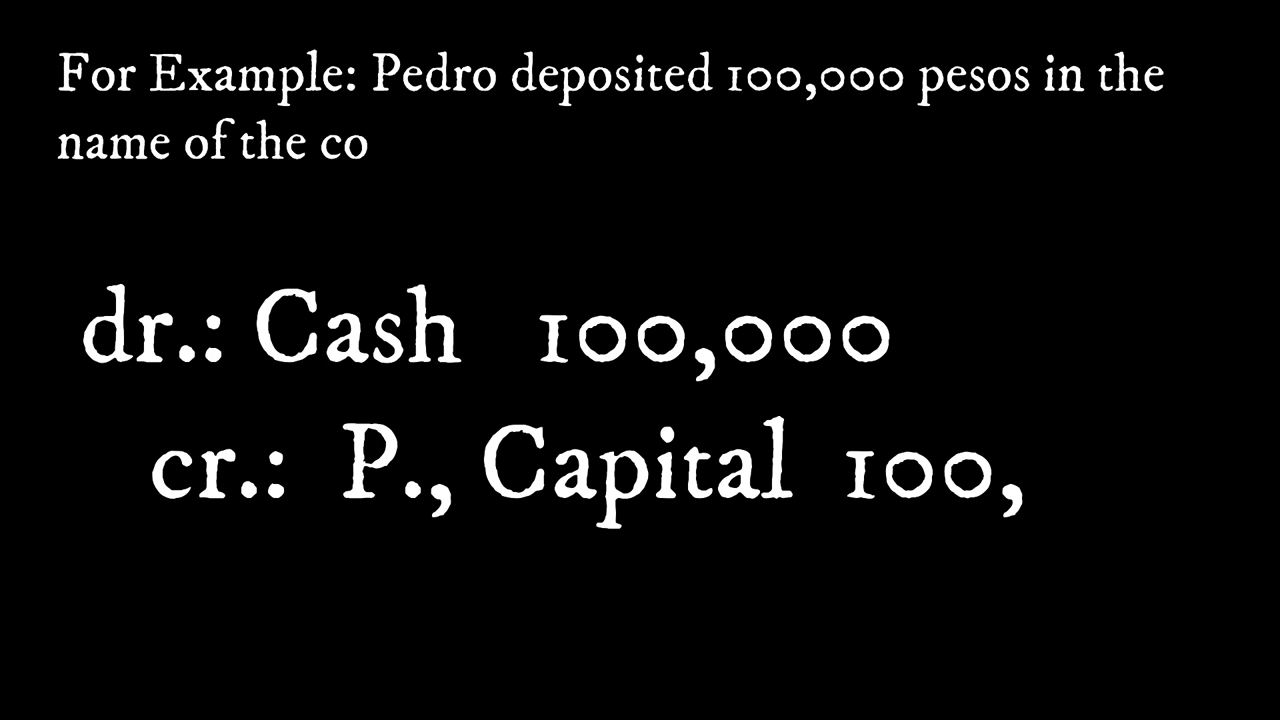 For Example: Pedro deposited 100,000 pesos in the
name of the co
dr.: Cash 100,000
cr.: P., Capital 100,